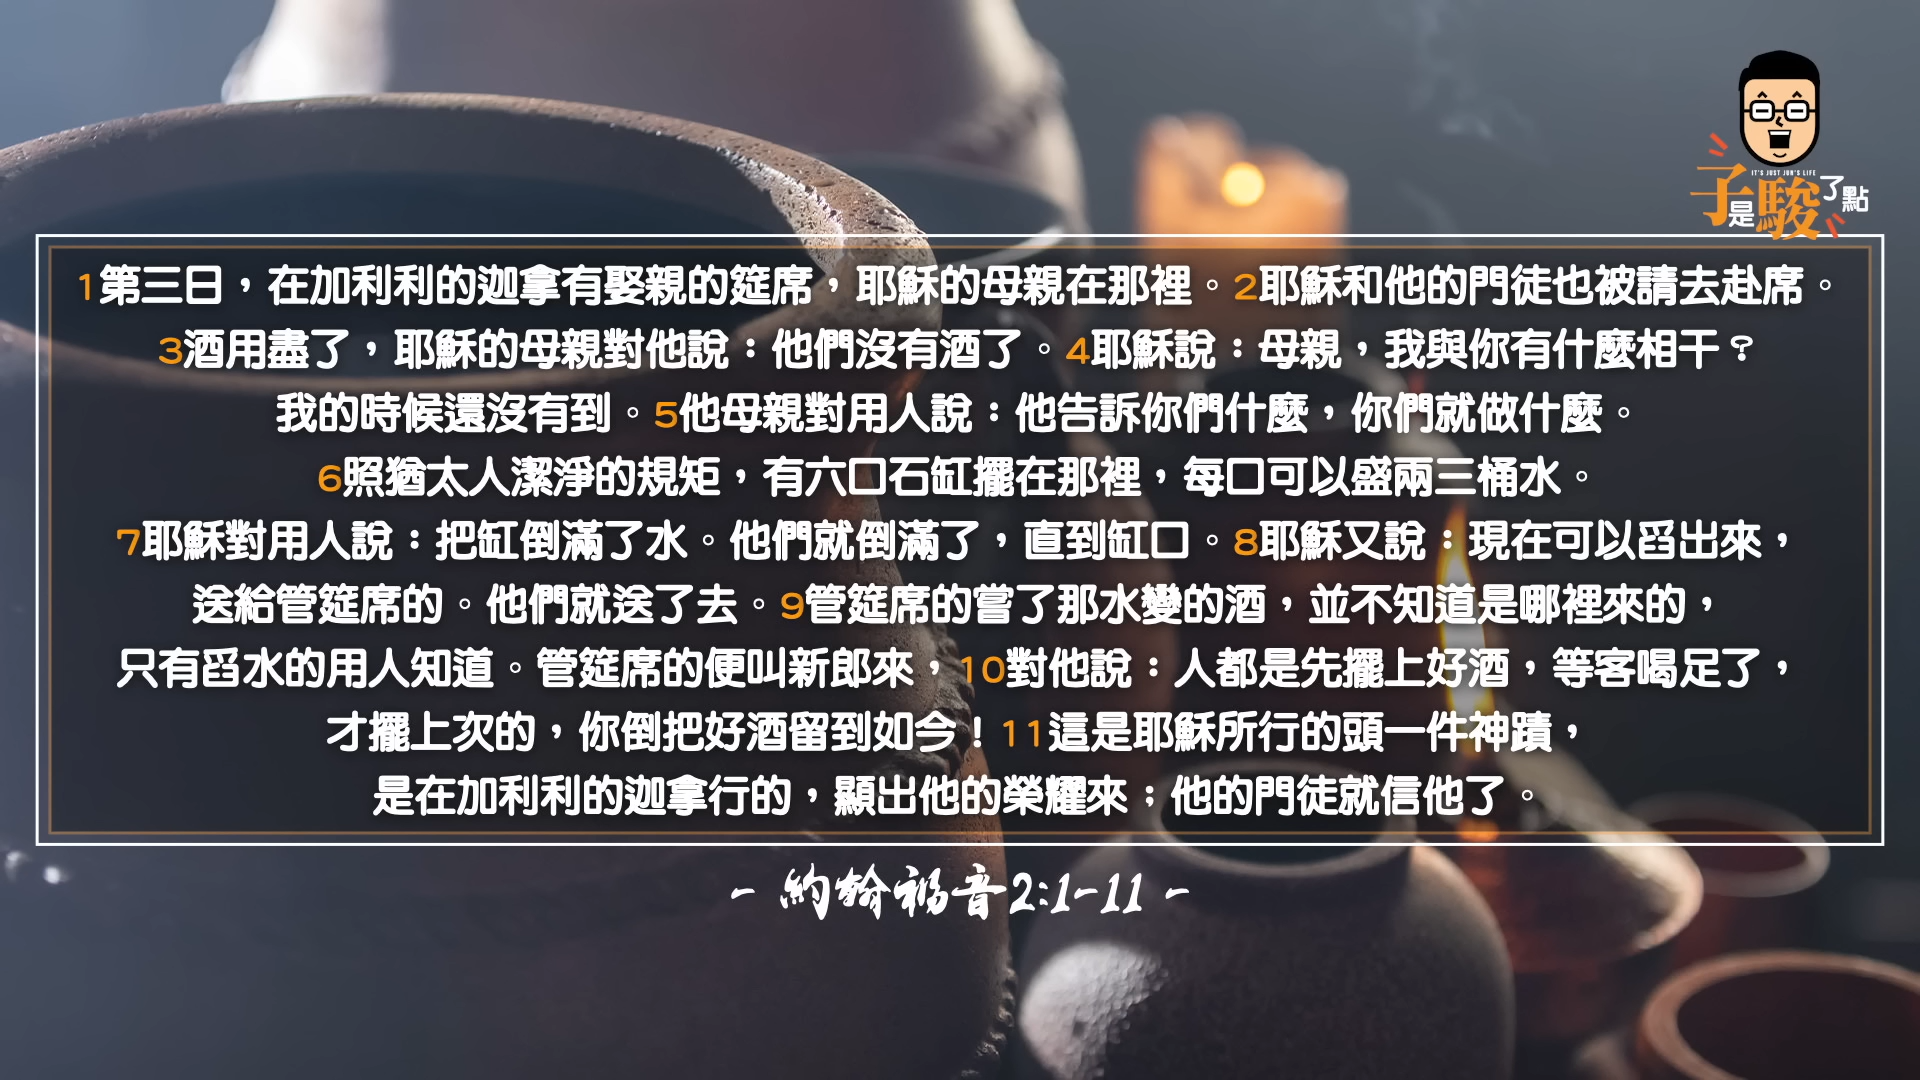 IT'S JUST JUN'S LIFE
子是駿了點
1第三日，在加利利的迦拿有娶親的筵席，耶穌的母親在那裡。2耶穌和他的門徒也被請去赴席。
3酒用盡了，耶穌的母親對他說：他們沒有酒了。4耶穌說：母親，我與你有什麼相干？
我的時候還沒有到。5他母親對用人說：他告訴你們什麼，你們就做什麼。
6照猶太人潔淨的規矩，有六口石缸擺在那裡，每口可以盛兩三桶水。
7耶穌對用人說：把缸倒滿了水。他們就倒滿了，直到缸口。8耶穌又說：現在可以舀出來，
送給管筵席的。他們就送了去。9管筵席的嘗了那水變的酒，並不知道是哪裡來的，
只有舀水的用人知道。管筵席的便叫新郎來，10對他說：人都是先擺上好酒，等客喝足了，
才擺上次的，你倒把好酒留到如今！11這是耶穌所行的頭一件神蹟，
是在加利利的迦拿行的，顯出他的榮耀來；他的門徒就信他了。
- 約翰福音2:1-11 -